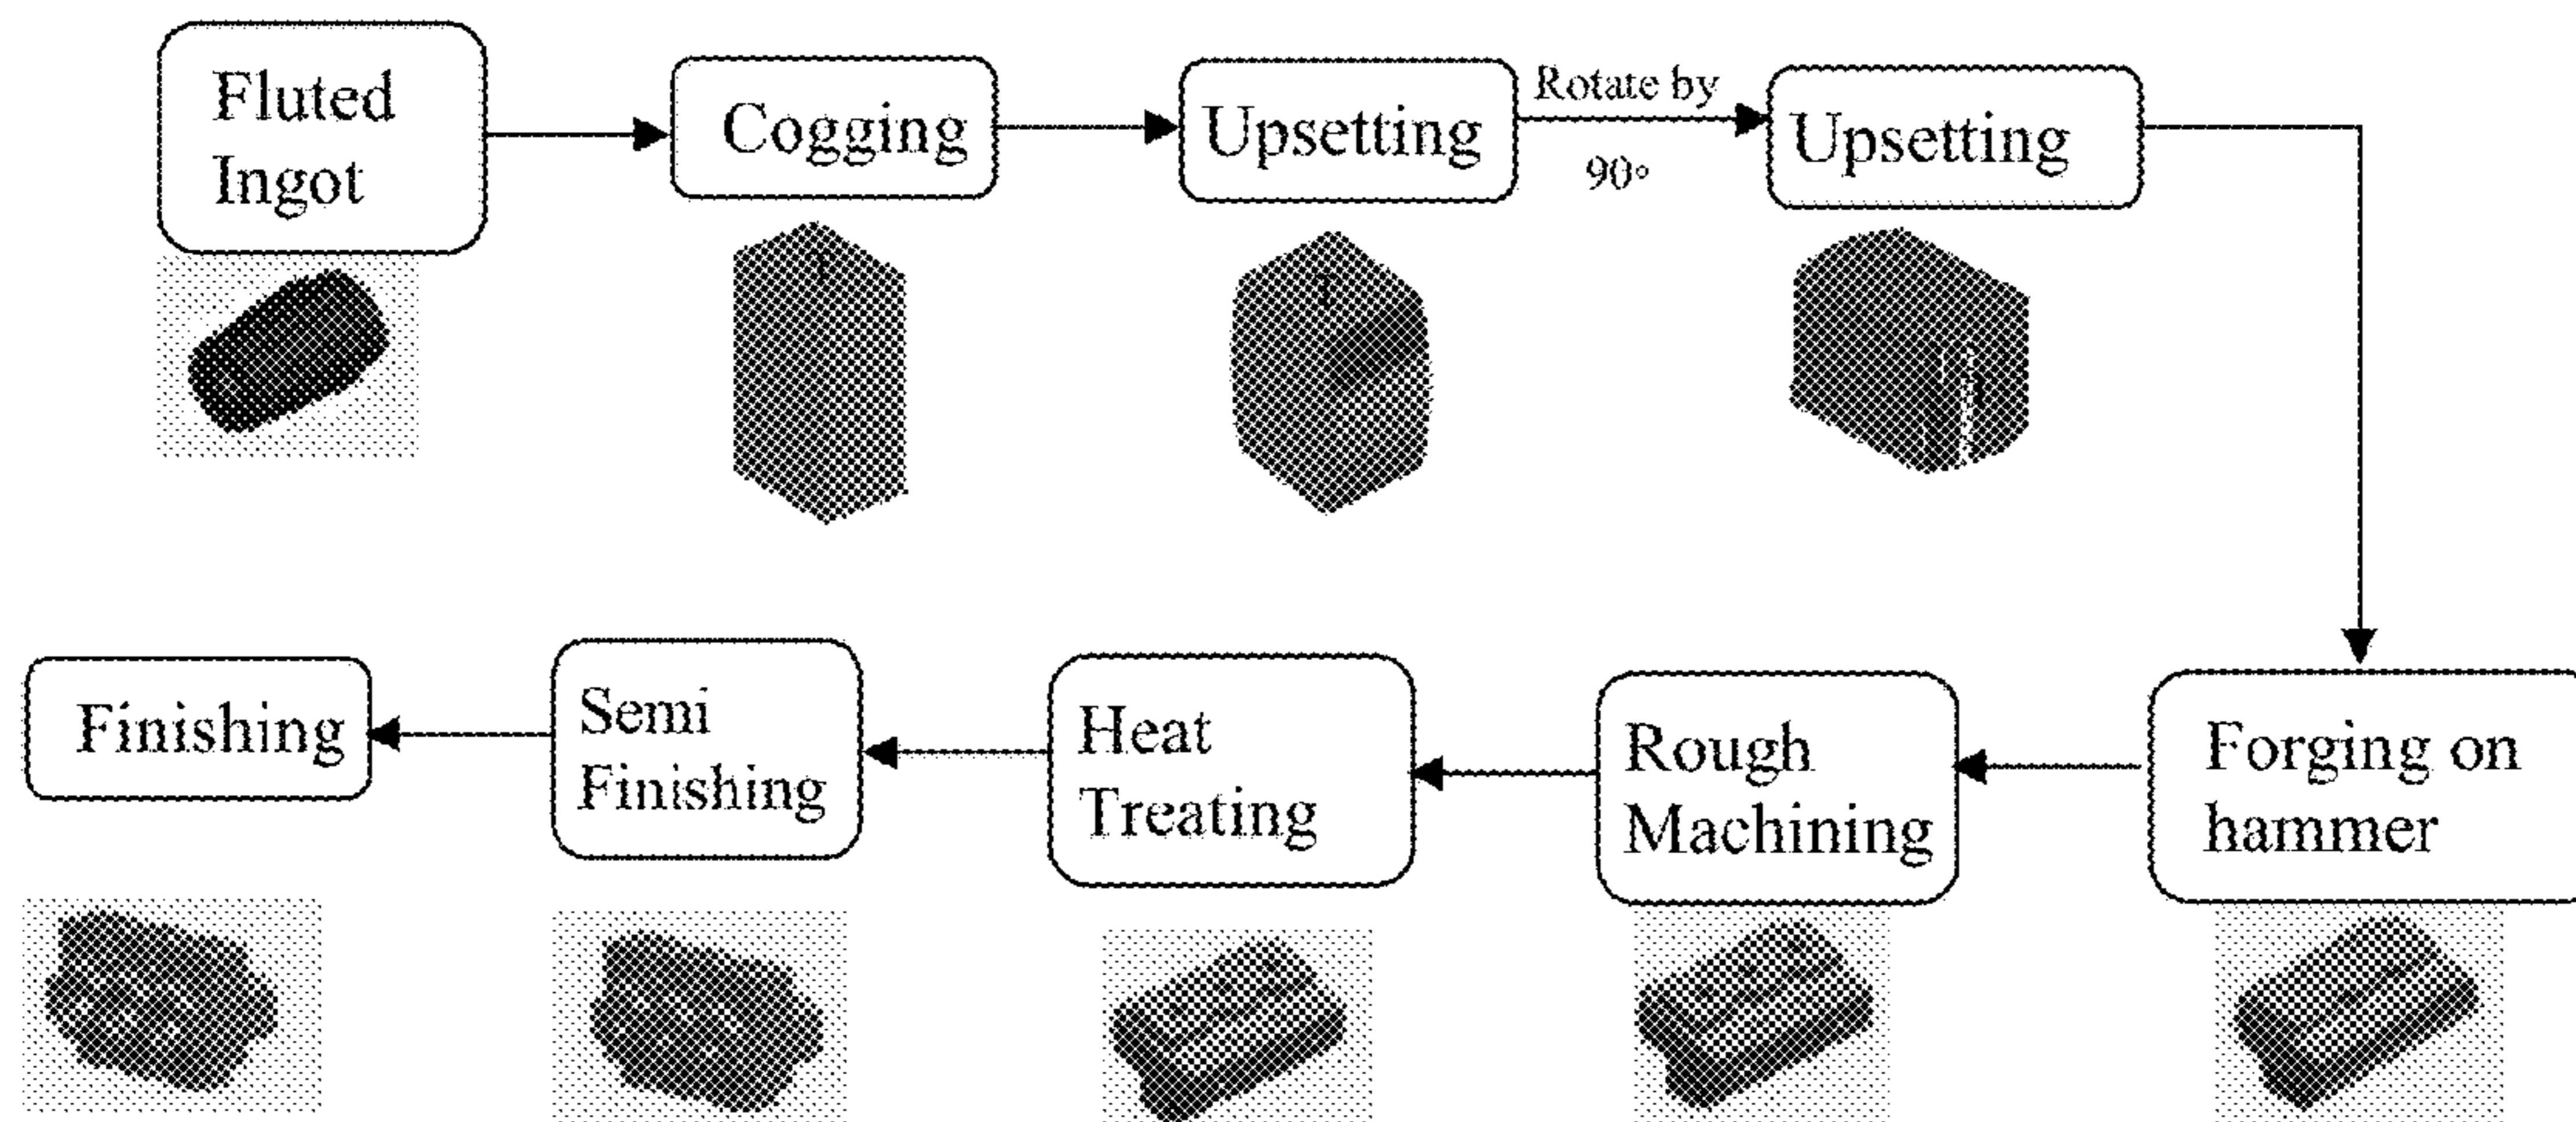 Fluted
Ingot
Cogging
Upsetting
Rotate by
90°
Upsetting
Finishing
Semi
Finishing
Heat
Treating
Rough
Machining
Forging on
hammer